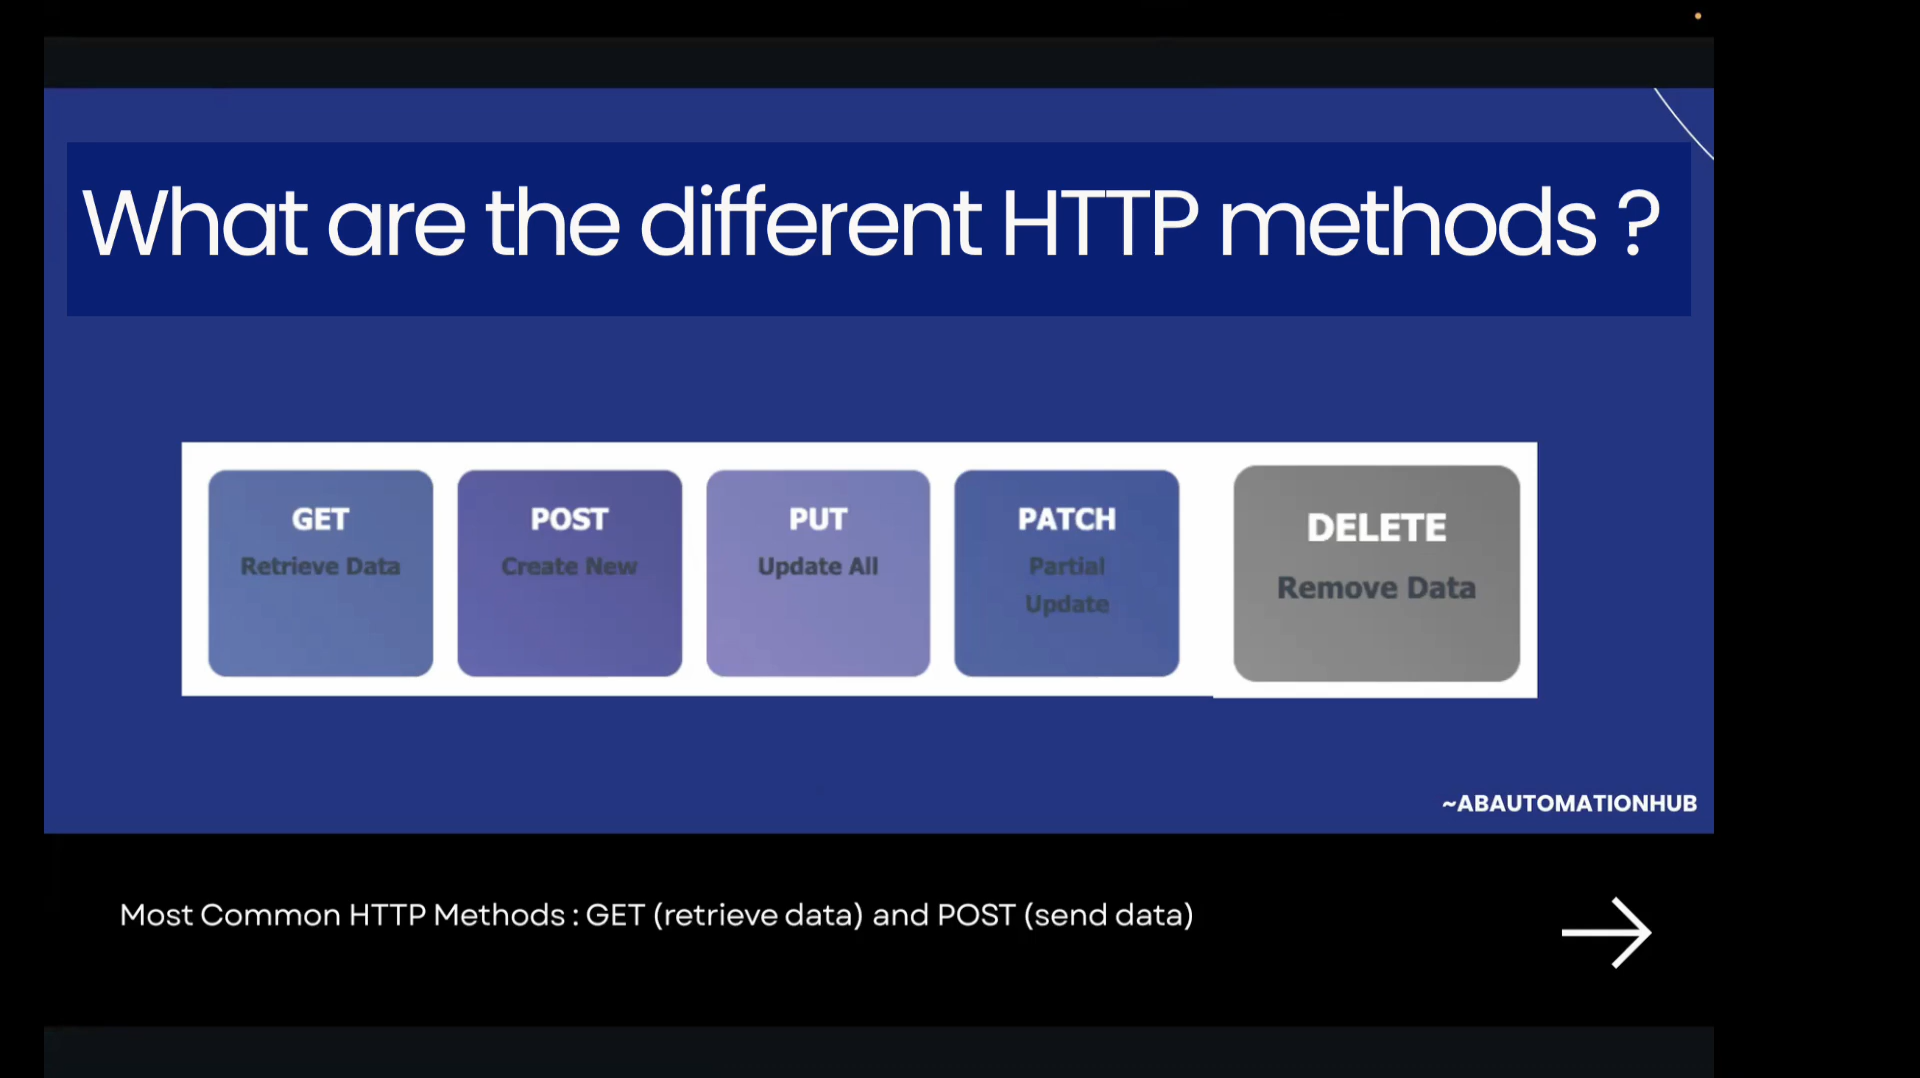 What are the different HTTP methods ?
GET
Retrieve Data
POST
Create New
PUT
Update All
PATCH
Partial
Update
DELETE
Remove Data
~ABAUTOMATIONHUB
Most Common HTTP Methods : GET (retrieve data) and POST (send data)